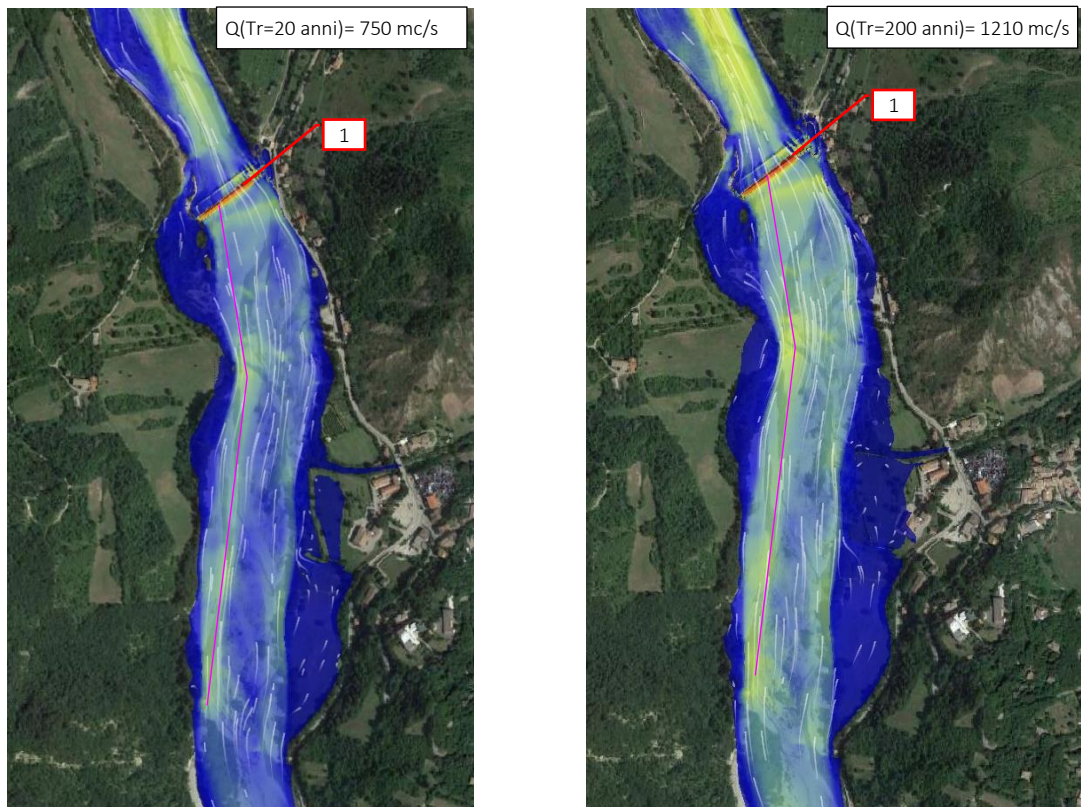 Q(Tr=20 anni)= 750 mc/s
Q(Tr=200 anni)= 1210 mc/s
1
1